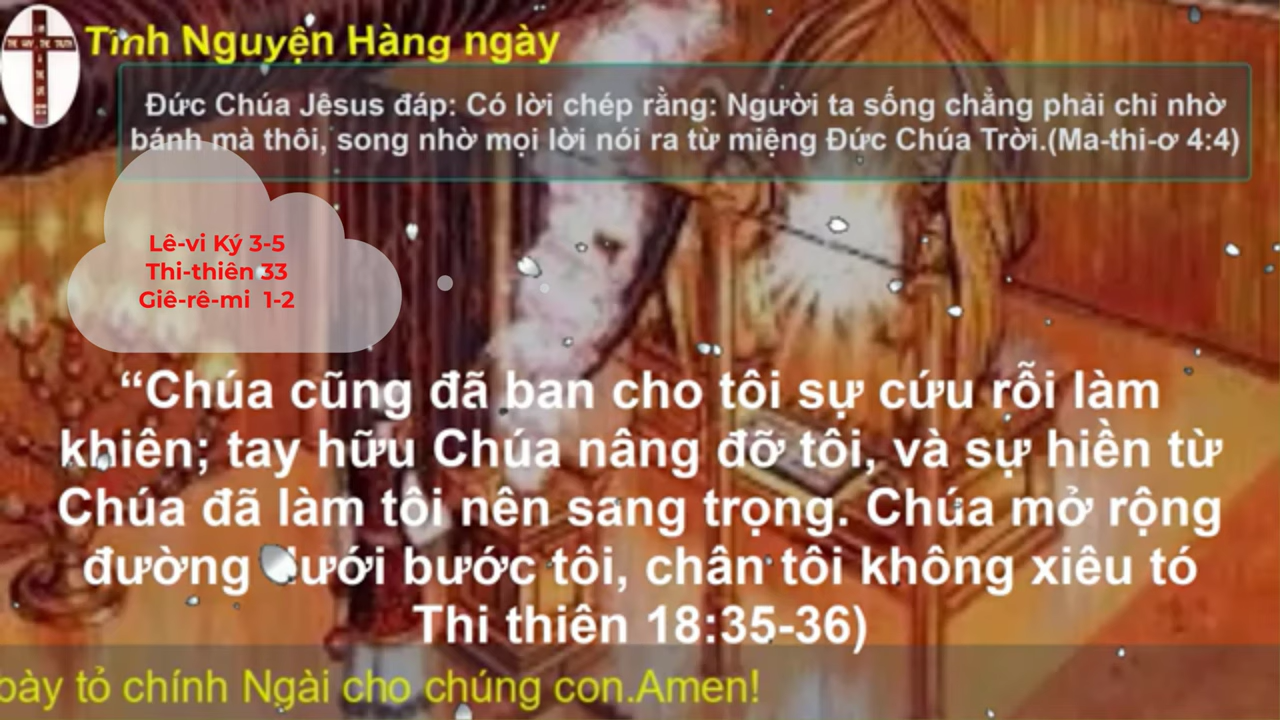 Tĩnh Nguyện Hàng ngày
Đức Chúa Jêsus đáp: Có lời chép rằng: Người ta sống chẳng phải chỉ nhờ
bánh mà thôi, song nhờ mọi lời nói ra từ miệng Đức Chúa Trời.(Ma-thi-ơ 4:4)
Lê-vi Ký 3-5
Thi-thiên 33
Giê-rê-mi 1-2
“Chúa cũng đã ban cho tôi sự cứu rỗi làm
khiên; tay hữu Chúa nâng đỡ tôi, và sự hiền từ
Chúa đã làm tôi nên sang trọng. Chúa mở rộng
đường dưới bước tôi, chân tôi không xiêu tó
Thi thiên 18:35-36)
bày tỏ chính Ngài cho chúng con.Amen!